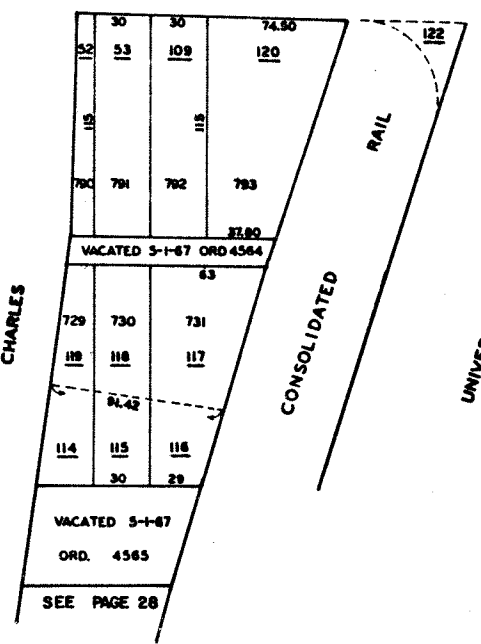 30 30 74.50
122
52 53 109 120
115 115
RAIL
790 791 792 793
37.80
VACATED 5-1-67 ORD 4564
63
CHARLES
CONSOLIDATED
729 730 731
119 118 117
91.42
114 115 116
30 29
VACATED 5-1-67
ORD. 4565
SEE PAGE 28